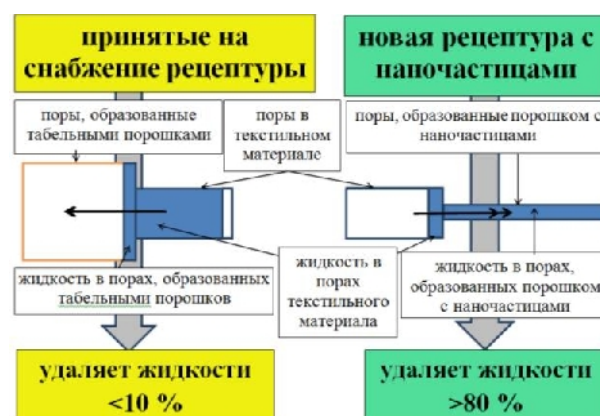 принятые на
снабжение рецептуры
новая рецептура с
наночастицами
поры, образованные
табельными порошками
поры в
текстильном
материале
поры, образованные порошком с
наночастицами
жидкость в порах, образованных
табельными порошков
жидкость в
порах
текстильного
материала
жидкость в порах,
образованных порошком
с наночастицами
удаляет жидкости
<10 %
удаляет жидкости
>80 %